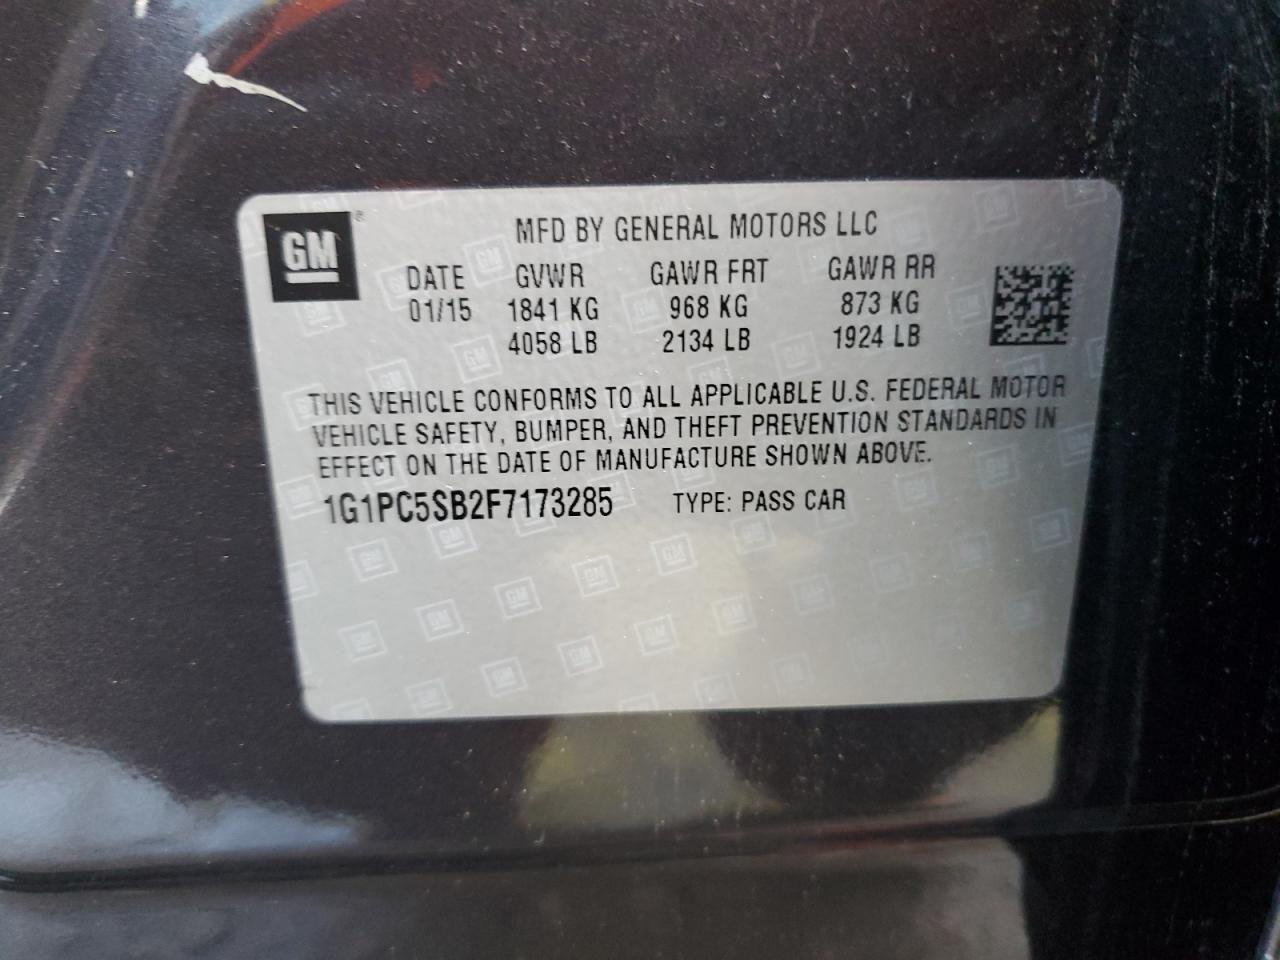 GM®
MFD BY GENERAL MOTORS LLC
DATE GVWR GAWR FRT GAWR RR
01/15 1841 KG 968 KG 873 KG
4058 LB 2134 LB 1924 LB
THIS VEHICLE CONFORMS TO ALL APPLICABLE U.S. FEDERAL MOTOR
VEHICLE SAFETY, BUMPER, AND THEFT PREVENTION STANDARDS IN
EFFECT ON THE DATE OF MANUFACTURE SHOWN ABOVE.
1G1PC5SB2F7173285 TYPE: PASS CAR